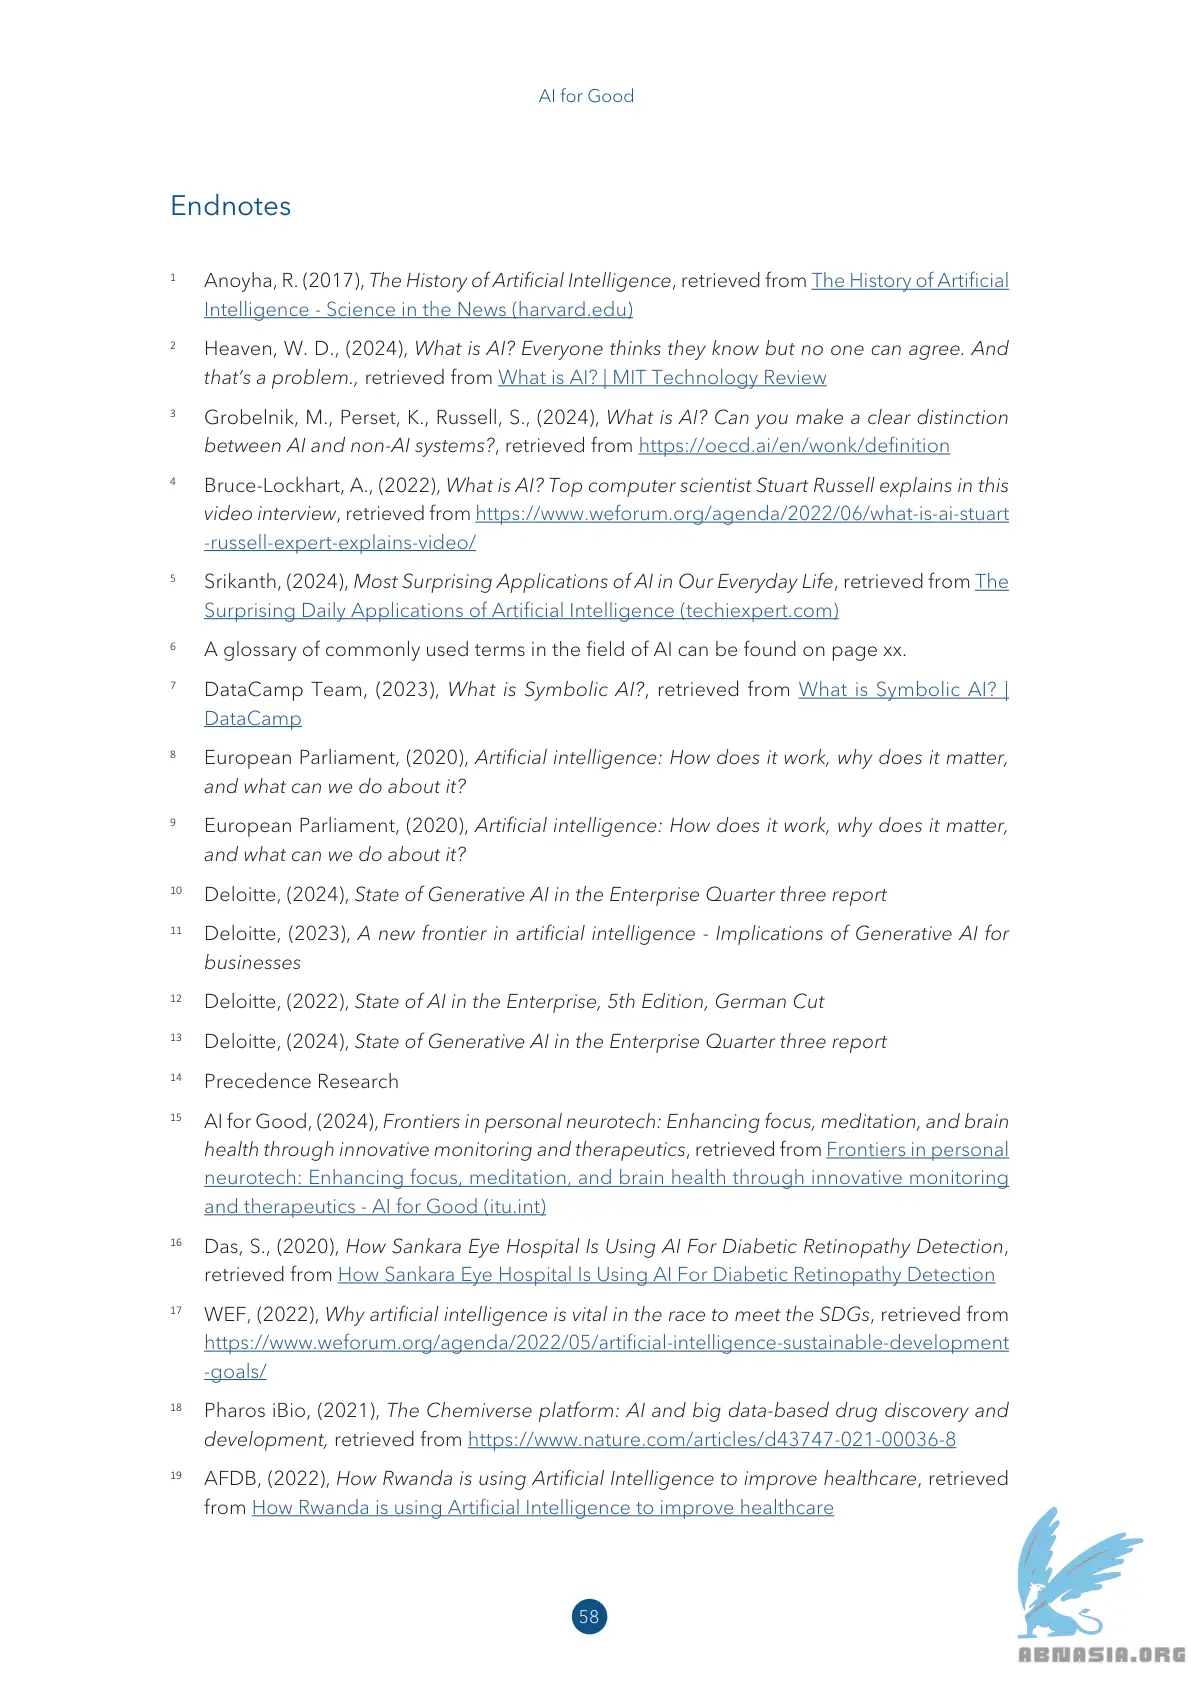 AI for Good
Endnotes
1 Anoyha, R. (2017), The History of Artificial Intelligence, retrieved from The History of Artificial
Intelligence - Science in the News (harvard.edu)
2 Heaven, W. D., (2024), What is AI? Everyone thinks they know but no one can agree. And
that's a problem., retrieved from What is AI? | MIT Technology Review
3 Grobelnik, M., Perset, K., Russell, S., (2024), What is AI? Can you make a clear distinction
between AI and non-AI systems?, retrieved from https://oecd.ai/en/wonk/definition
4 Bruce-Lockhart, A., (2022), What is AI? Top computer scientist Stuart Russell explains in this
video interview, retrieved from https://www.weforum.org/agenda/2022/06/what-is-ai-stuart
-russell-expert-explains-video/
5 Srikanth, (2024), Most Surprising Applications of AI in Our Everyday Life, retrieved from The
Surprising Daily Applications of Artificial Intelligence (techiexpert.com)
6 A glossary of commonly used terms in the field of AI can be found on page xx.
7 DataCamp Team, (2023), What is Symbolic AI?, retrieved from What is Symbolic AI? |
DataCamp
8 European Parliament, (2020), Artificial intelligence: How does it work, why does it matter,
and what can we do about it?
9 European Parliament, (2020), Artificial intelligence: How does it work, why does it matter,
and what can we do about it?
10 Deloitte, (2024), State of Generative AI in the Enterprise Quarter three report
11 Deloitte, (2023), A new frontier in artificial intelligence - Implications of Generative AI for
businesses
12 Deloitte, (2022), State of AI in the Enterprise, 5th Edition, German Cut
13 Deloitte, (2024), State of Generative AI in the Enterprise Quarter three report
14 Precedence Research
15 AI for Good, (2024), Frontiers in personal neurotech: Enhancing focus, meditation, and brain
health through innovative monitoring and therapeutics, retrieved from Frontiers in personal
neurotech: Enhancing focus, meditation, and brain health through innovative monitoring
and therapeutics - AI for Good (itu.int)
16 Das, S., (2020), How Sankara Eye Hospital Is Using AI For Diabetic Retinopathy Detection,
retrieved from How Sankara Eye Hospital Is Using AI For Diabetic Retinopathy Detection
17 WEF, (2022), Why artificial intelligence is vital in the race to meet the SDGs, retrieved from
https://www.weforum.org/agenda/2022/05/artificial-intelligence-sustainable-development
-goals/
18 Pharos iBio, (2021), The Chemiverse platform: AI and big data-based drug discovery and
development, retrieved from https://www.nature.com/articles/d43747-021-00036-8
19 AFDB, (2022), How Rwanda is using Artificial Intelligence to improve healthcare, retrieved
from How Rwanda is using Artificial Intelligence to improve healthcare
58
ABNASIA.ORG